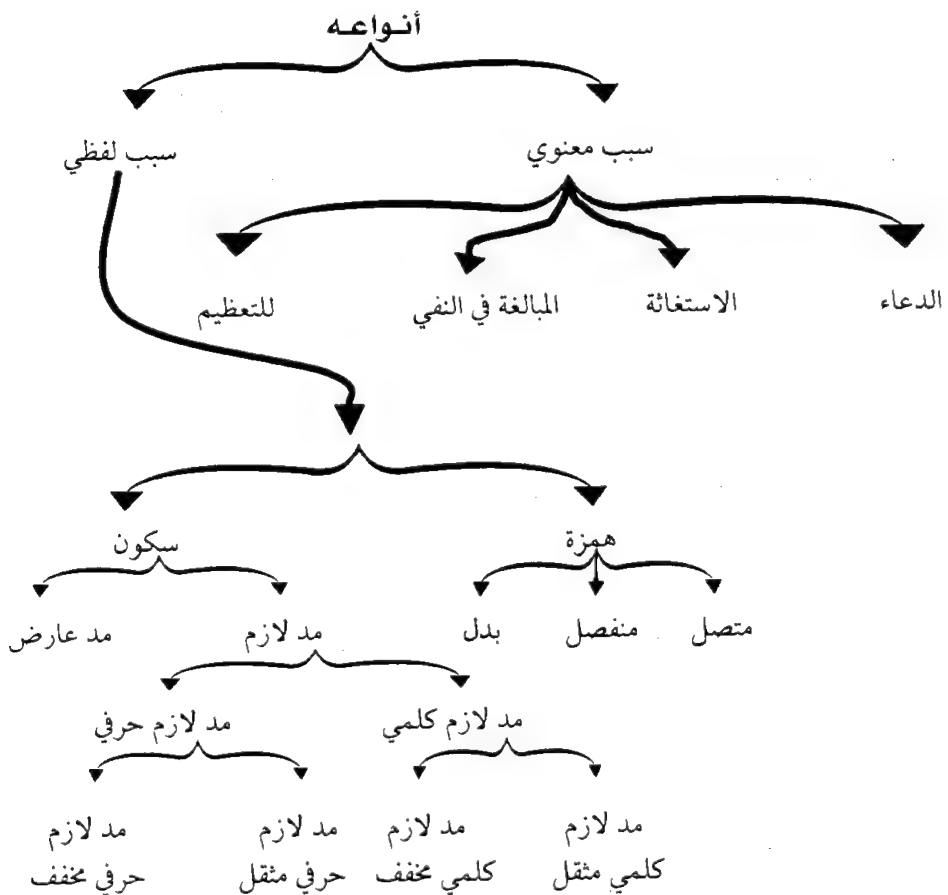 أنواعه
سبب معنوي
سبب لفظي
الدعاء
الاستغاثة
المبالغة في النفي
للتعظيم
همزة
سكون
متصل
منفصل
بدل
مد لازم
مد عارض
مد لازم كلمي
مد لازم حرفي
مد لازم
كلمي مثقل
مد لازم
كلمي مخفف
مد لازم
حرفي مثقل
مد لازم
حرفي مخفف